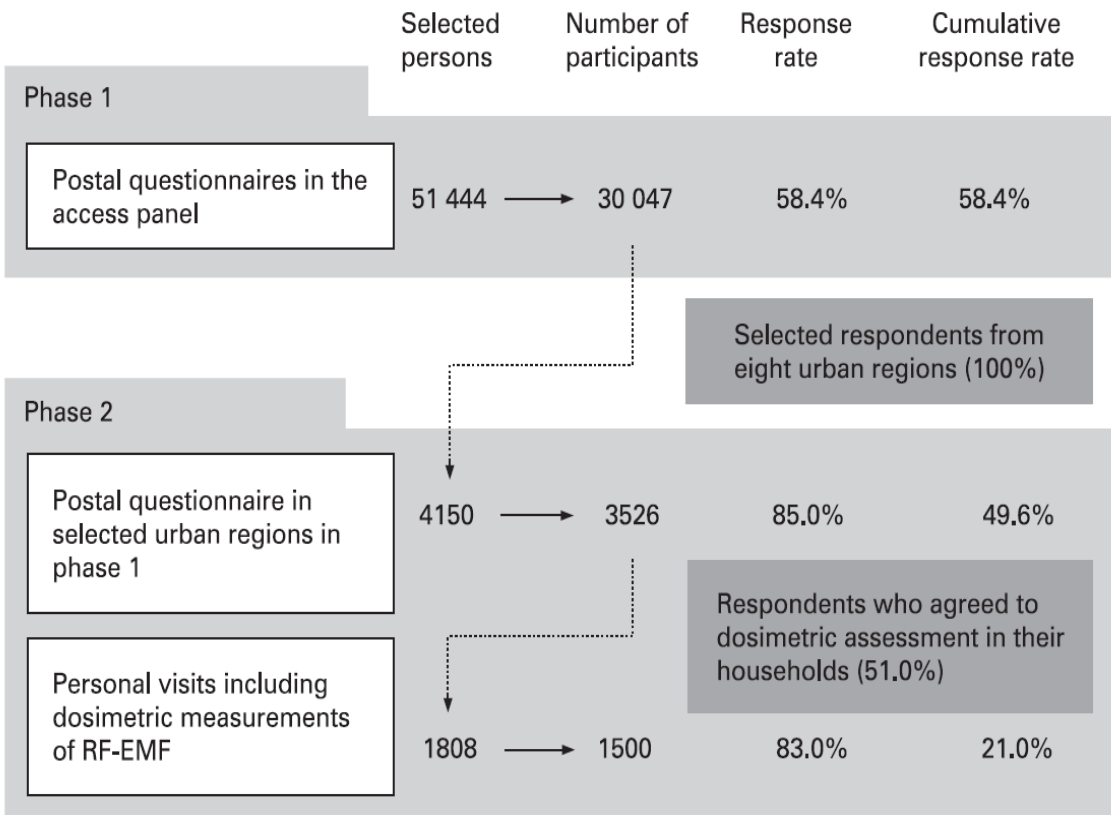 Selected persons
Number of participants
Response rate
Cumulative response rate
Phase 1
Postal questionnaires in the
access panel
51 444
30 047
58.4%
58.4%
Selected respondents from
eight urban regions (100%)
Phase 2
Postal questionnaire in
selected urban regions in
phase 1
4150
3526
85.0%
49.6%
Respondents who agreed to
dosimetric assessment in their
households (51.0%)
Personal visits including
dosimetric measurements
of RF-EMF
1808
1500
83.0%
21.0%